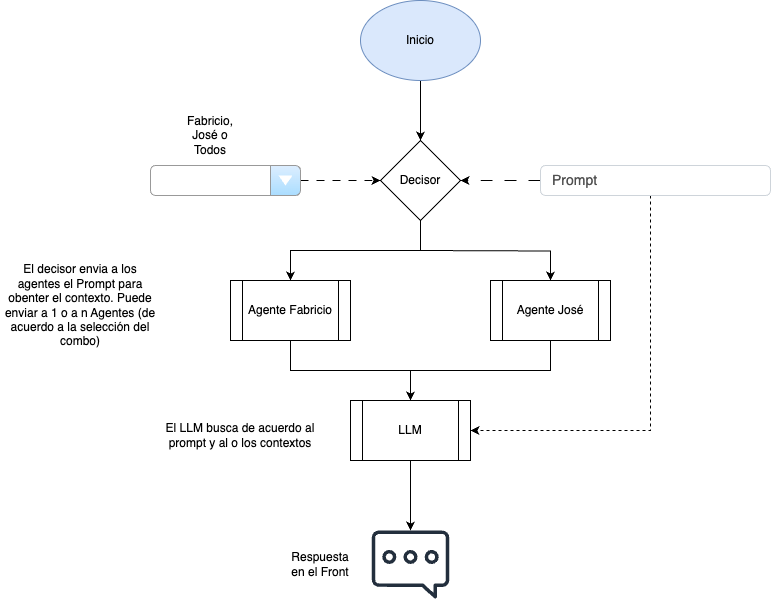 Inicio
Fabricio,
José o
Todos
Decisor
Prompt
El decisor envia a los
agentes el Prompt para
obenter el contexto. Puede
enviar a 1 o a n Agentes (de
acuerdo a la selección del
combo)
Agente Fabricio
Agente José
El LLM busca de acuerdo al
prompt y al o los contextos
LLM
Respuesta
en el Front